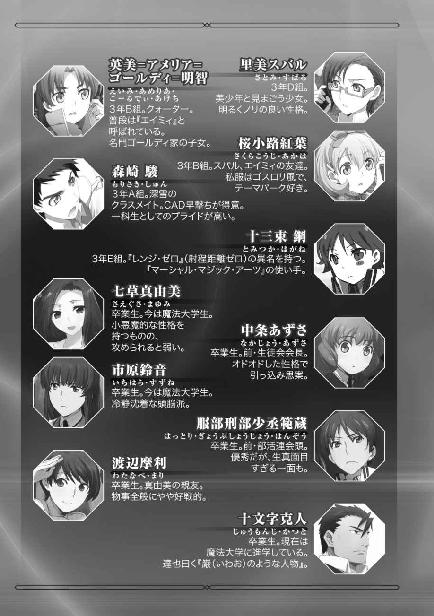 英美＝アメリア＝
ゴールディ＝明智
えいみ・あめりあ・
ごーるでぃ・あけち
3年B組。クォーター。
普段は『エイミィ』と
呼ばれている。
名門ゴールディ家の子女。
里美スバル
さとみ・すばる
3年D組。
美少年と見まごう少女。
明るくノリの良い性格。
桜小路紅葉
さくらこうじ・あかは
3年B組。スバル、エイミィの友達。
私服はゴスロリ風で、
テーマパーク好き。
森崎 駿
もりさき・しゅん
3年A組。深雪の
クラスメイト。CAD早撃ちが得意。
一科生としてのプライドが高い。
十三束 鋼
とみつか・はがね
3年E組。『レンジ・ゼロ』（射程距離ゼロ）の異名を持つ。
『マーシャル・マジック・アーツ』の使い手。
七草真由美
さえぐさ・まゆみ
卒業生。今は魔法大学生。
小悪魔的な性格を
持つものの、
攻められると弱い。
中条あずさ
なかじょう・あずさ
卒業生。前・生徒会会長。
オドオドした性格で
引っ込み思案。
市原鈴音
いちはら・すずね
卒業生。今は魔法大学生。
冷静沈着な頭脳派。
服部刑部少丞範蔵
はっとり・ぎょうぶしょうじょう・はんぞう
卒業生。前・部活連会頭。
優秀だが、生真面目
すぎる一面も。
渡辺摩利
わたなべ・まり
卒業生。真由美の親友。
物事全般にやや好戦的。
十文字克人
じゅうもんじ・かつと
卒業生。現在は
魔法大学に進学している。
達也曰く『巌（いわお）のような人物』。